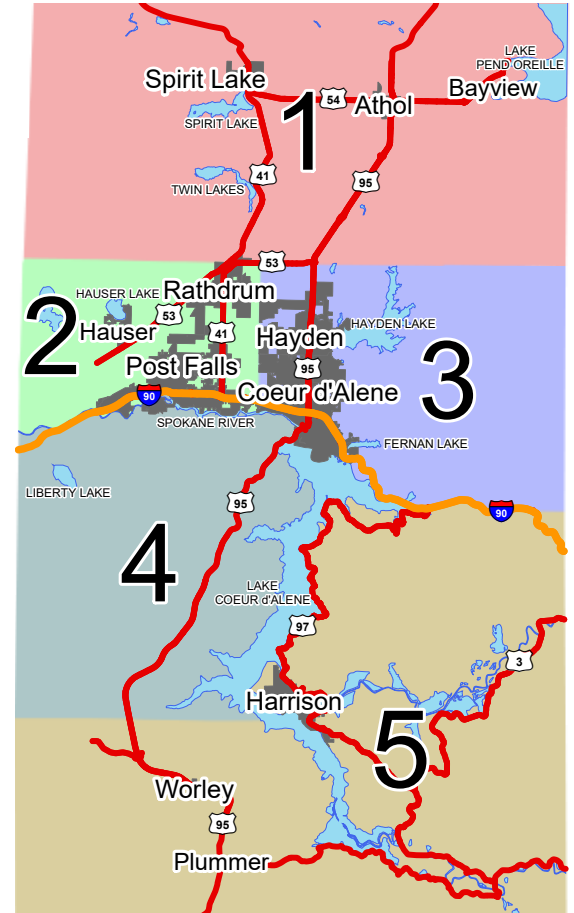 LAKE
PEND OREILLE
Spirit Lake
Bayview
54
Athol
SPIRIT LAKE
1
41
95
TWIN LAKES
53
Rathdrum
HAUSER LAKE
2
53
HAYDEN LAKE
Hauser
41
Hayden
3
Post Falls
95
90
Coeur d'Alene
SPOKANE RIVER
FERNAN LAKE
LIBERTY LAKE
95
90
4
LAKE
COEUR d'ALENE
97
3
Harrison
5
Worley
95
Plummer